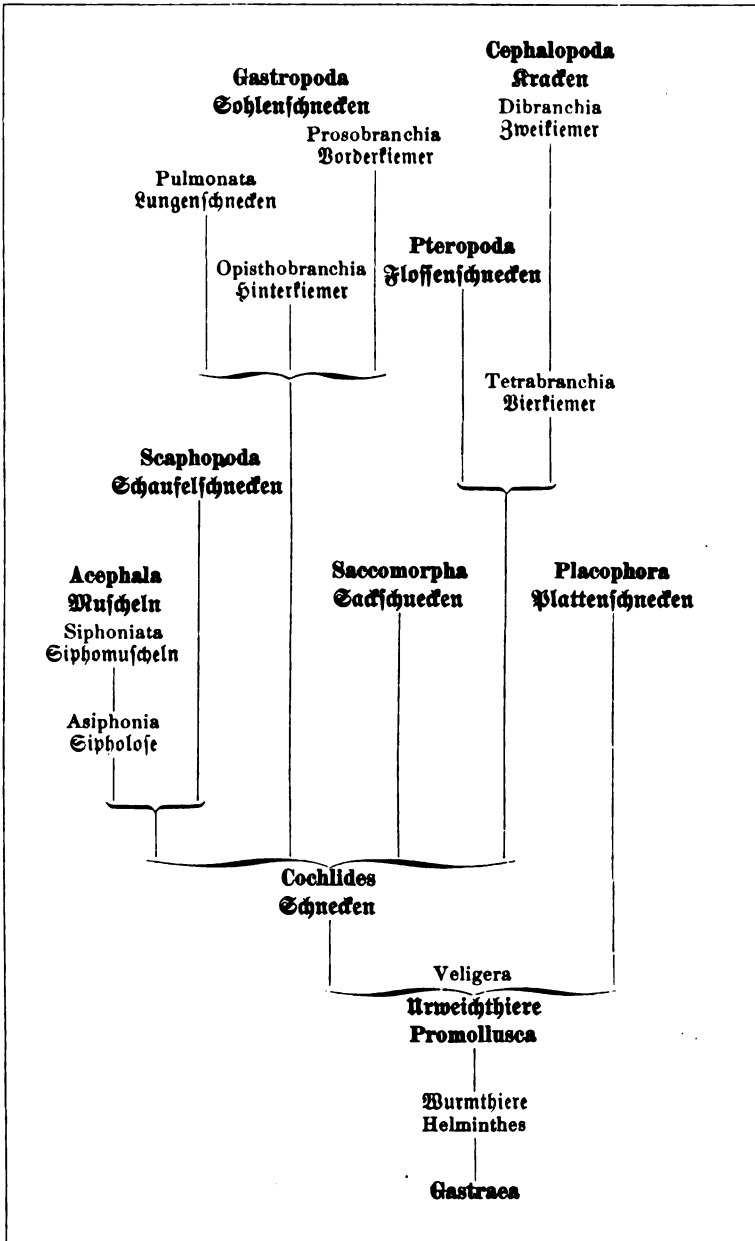 Cephalopoda
Kracken
Dibranchia
Zweikiemer
Gastropoda
Sohlenſchnecken
Prosobranchia
Vorderkiemer
Pulmonata
Lungenſchnecken
Opisthobranchia
Hinterkiemer
Pteropoda
Floſſenſchnecken
Tetrabranchia
Vierkiemer
Scaphopoda
Schaufelſchnecken
Acephala
Muſcheln
Siphoniata
Siphomuſcheln
Asiphonia
Sipholoſe
Saccomorpha
Sackſchnecken
Placophora
Plattenſchnecken
Cochlides
Schnecken
Veligera
Urweichthiere
Promollusca
Wurmthiere
Helminthes
Gastraea